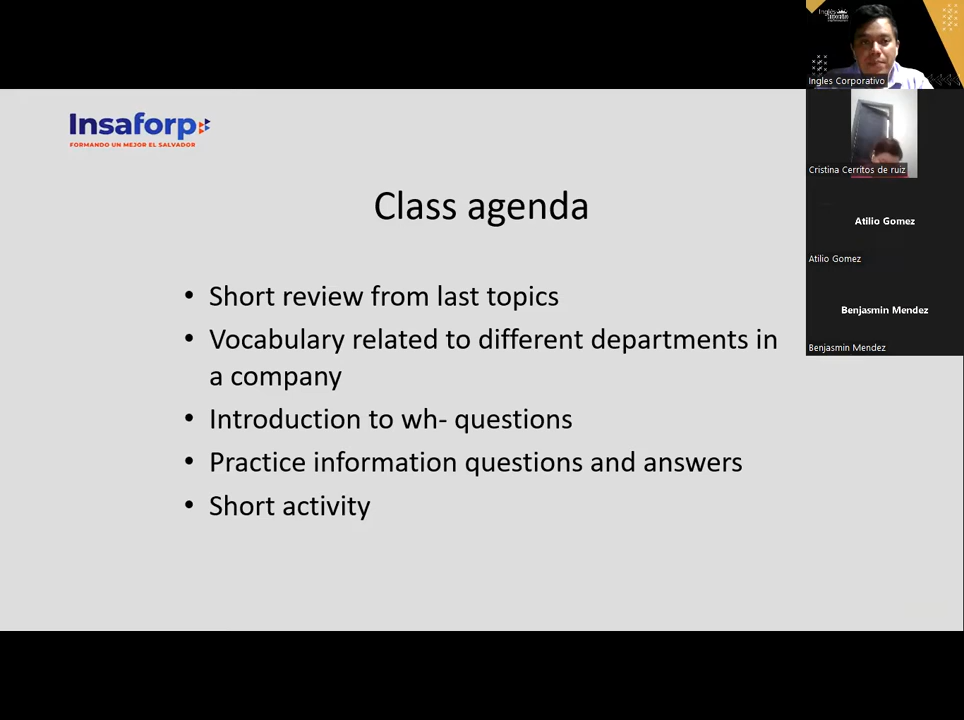 Insaforp
FORMANDO UN MEJOR EL SALVADOR
Class agenda
• Short review from last topics
• Vocabulary related to different departments in
a company
• Introduction to wh- questions
• Practice information questions and answers
• Short activity
Inglés
Corporativo
Ingles Corporativo
Cristina Cerritos de ruiz
Atilio Gomez
Atilio Gomez
Benjasmin Mendez
Benjasmin Mendez